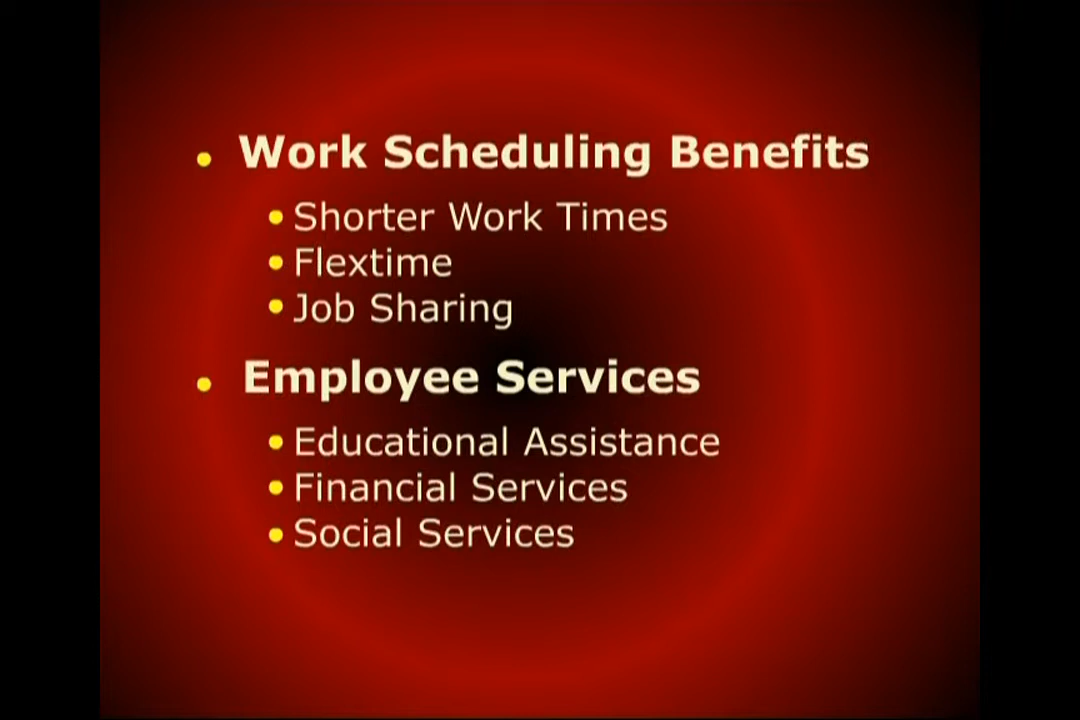 • Work Scheduling Benefits
• Shorter Work Times
• Flextime
• Job Sharing
• Employee Services
• Educational Assistance
• Financial Services
• Social Services